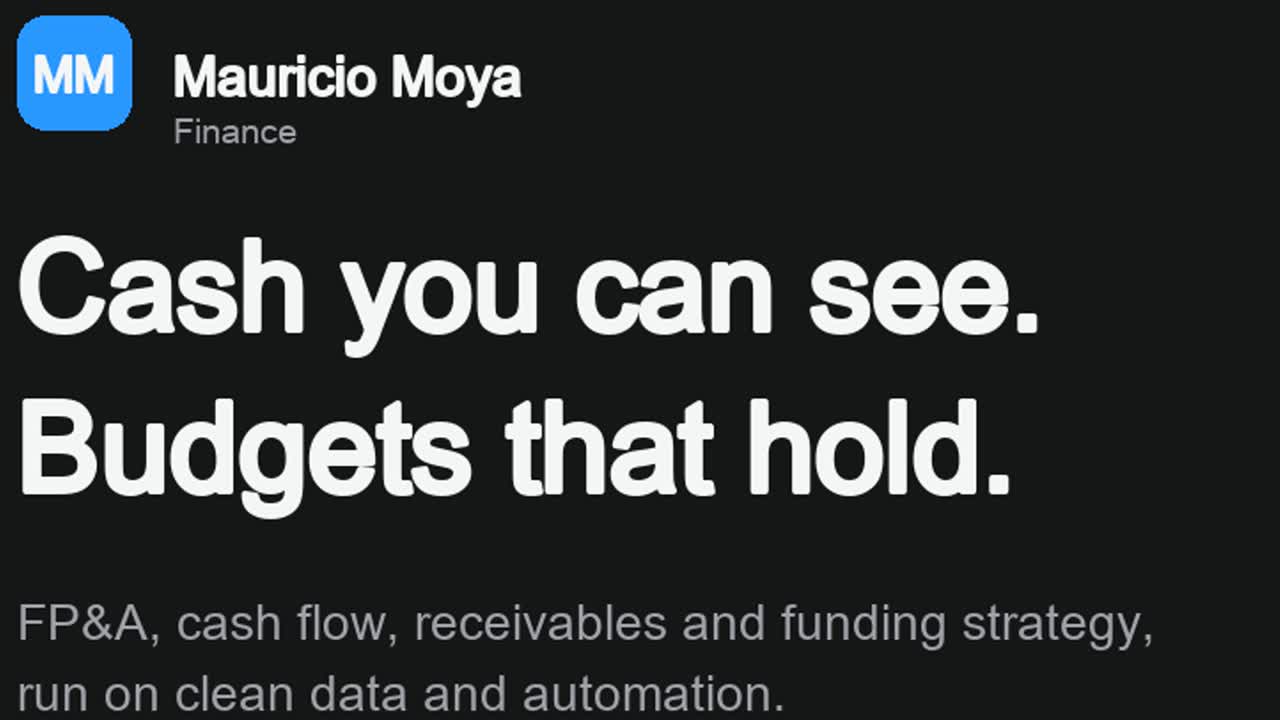 MM
Mauricio Moya
Finance
Cash you can see.
Budgets that hold.
FP&A, cash flow, receivables and funding strategy,
run on clean data and automation.